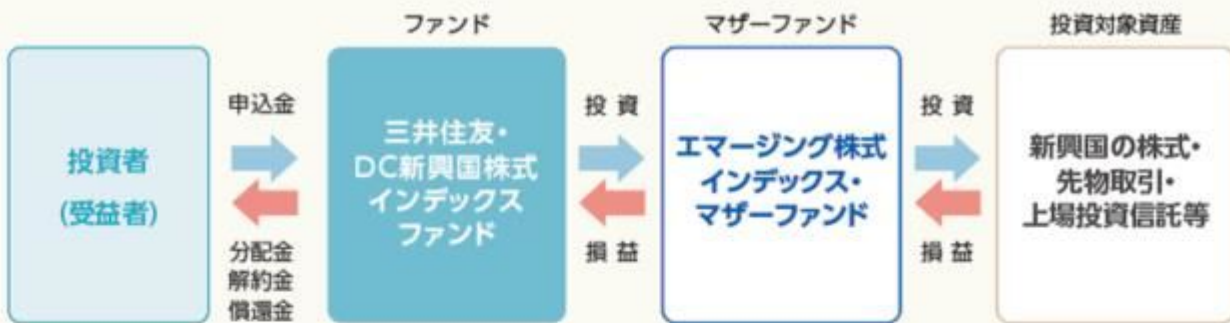 ファンド
マザーファンド
投資対象資産
投資者
(受益者)
申込金
分配金
解約金
償還金
三井住友・
DC新興国株式
インデックス
ファンド
投資
損益
エマージング株式
インデックス・
マザーファンド
投資
損益
新興国の株式・
先物取引・
上場投資信託等